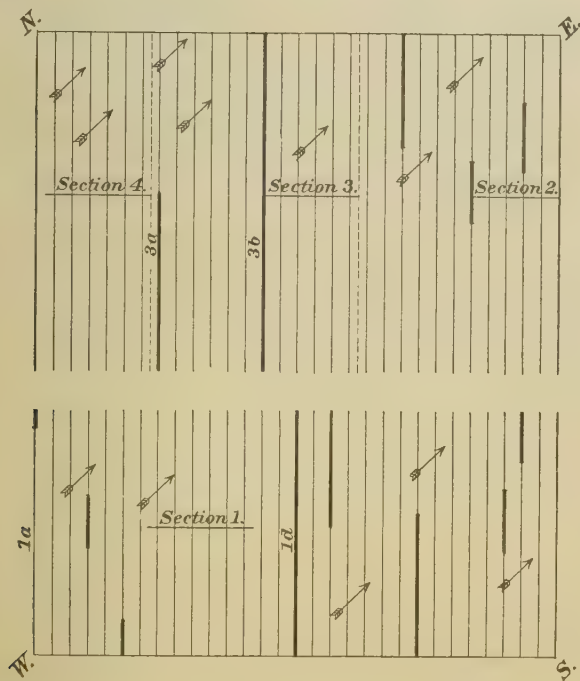 N.
E.
Section 4.
Section 3.
Section 2.
3a
3b
Section 1.
1a
1d
W.
S.